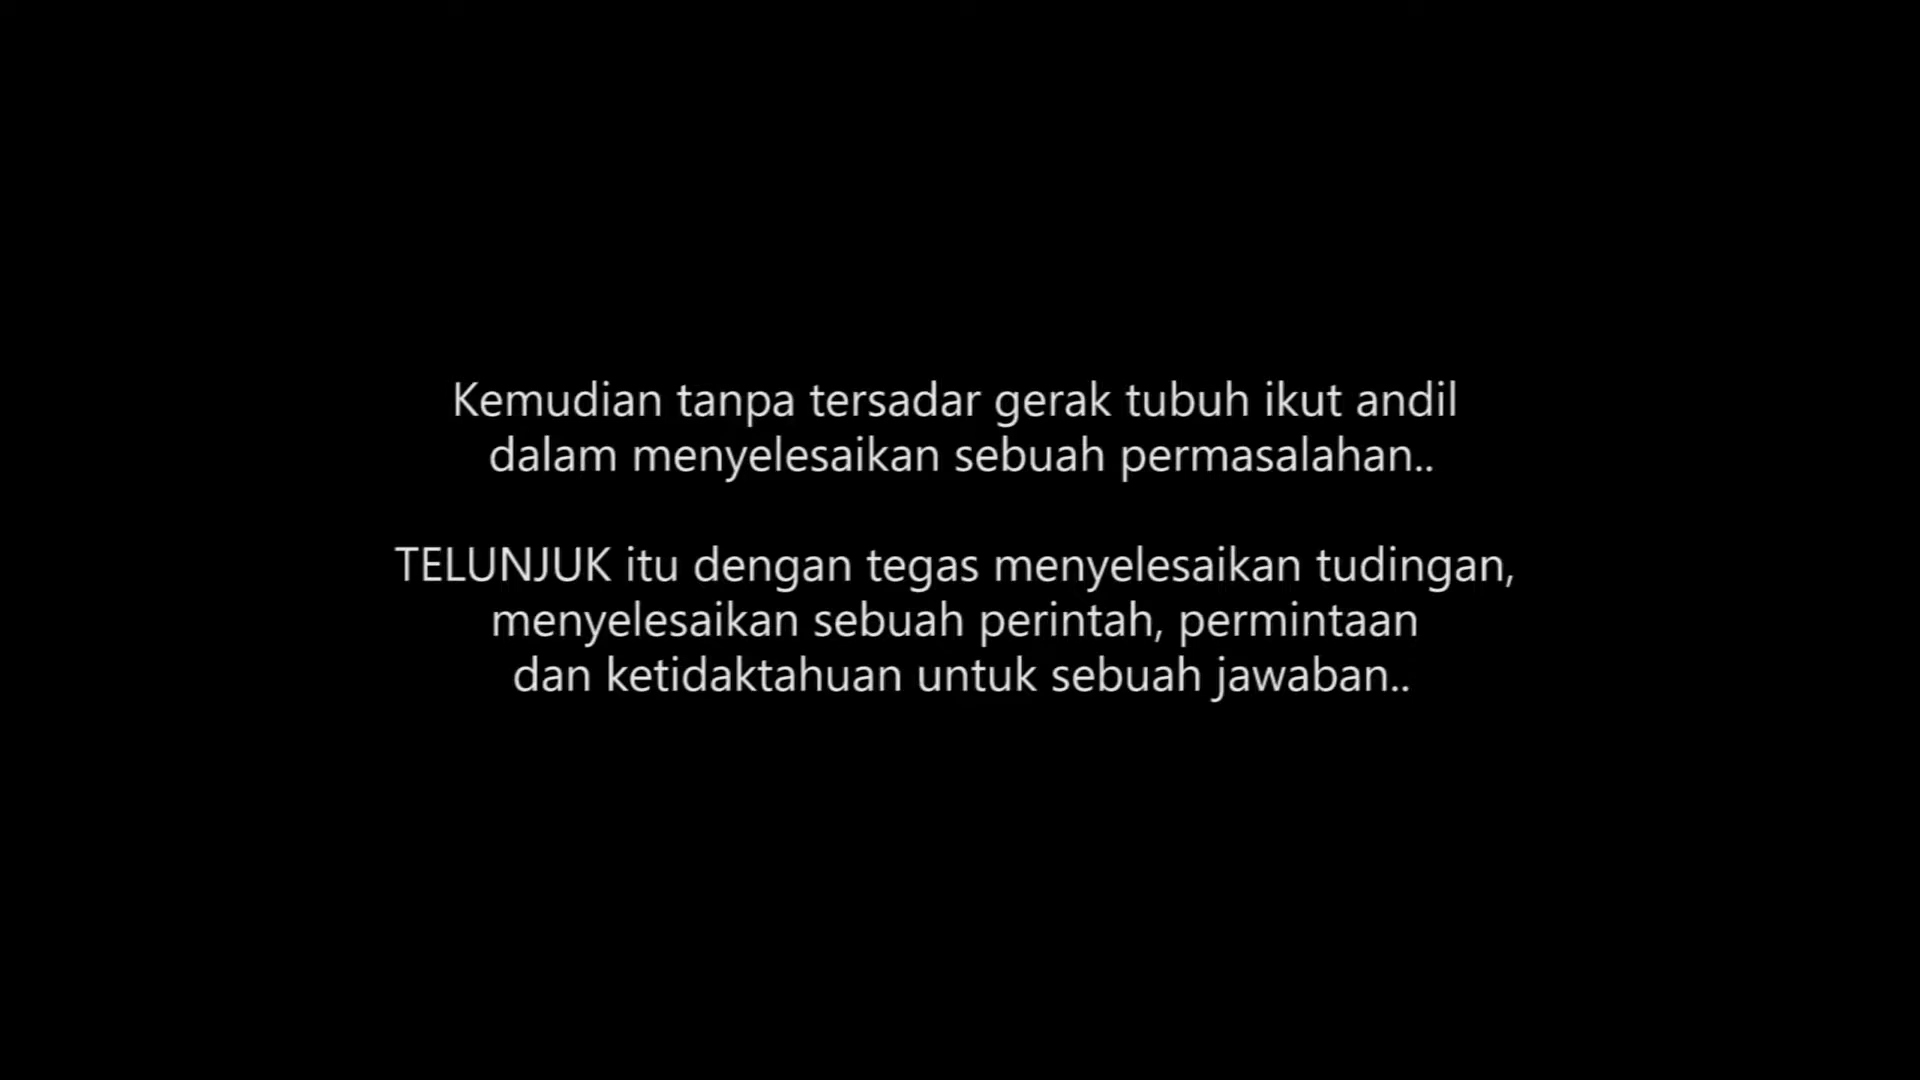 Kemudian tanpa tersadar gerak tubuh ikut andil
dalam menyelesaikan sebuah permasalahan..
TELUNJUK itu dengan tegas menyelesaikan tudingan,
menyelesaikan sebuah perintah, permintaan
dan ketidaktahuan untuk sebuah jawaban..